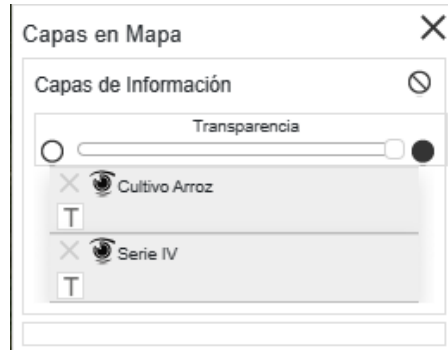 Capas en Mapa
Capas de Información
Transparencia
Cultivo Arroz
T
Serie IV
T